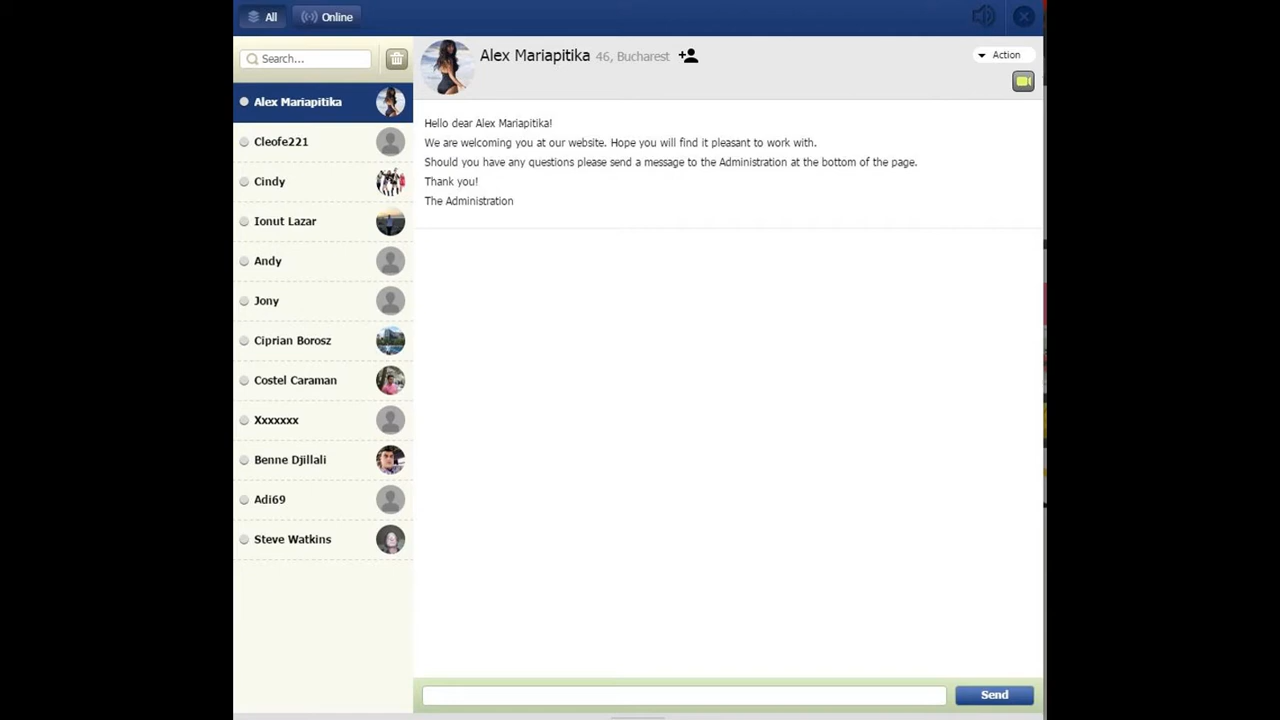 All
Online
Search...
Alex Mariapitika
Cleofe221
Cindy
Ionut Lazar
Andy
Jony
Ciprian Borosz
Costel Caraman
Xxxxxxx
Benne Djillali
Adi69
Steve Watkins
Alex Mariapitika 46, Bucharest
Action
Hello dear Alex Mariapitika!
We are welcoming you at our website. Hope you will find it pleasant to work with.
Should you have any questions please send a message to the Administration at the bottom of the page.
Thank you!
The Administration
Send